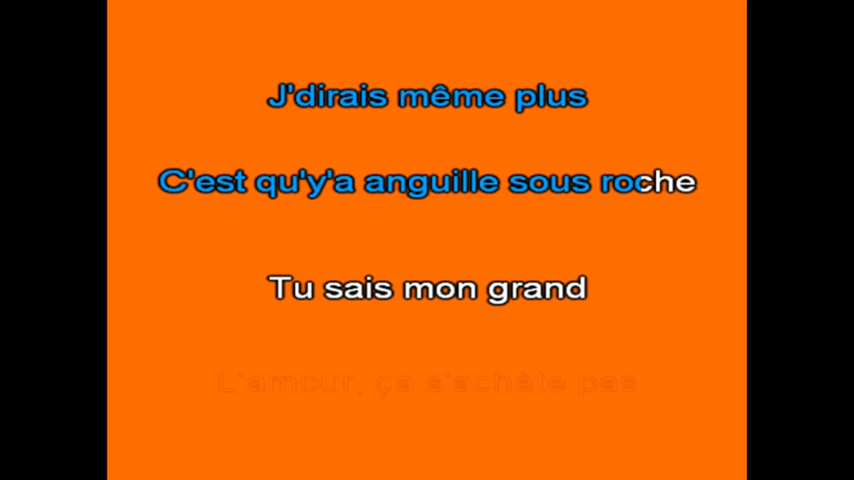 J'dirais même plus
C'est qu'y'a anguille sous roche
Tu sais mon grand
L'amour, ça s'achète pas